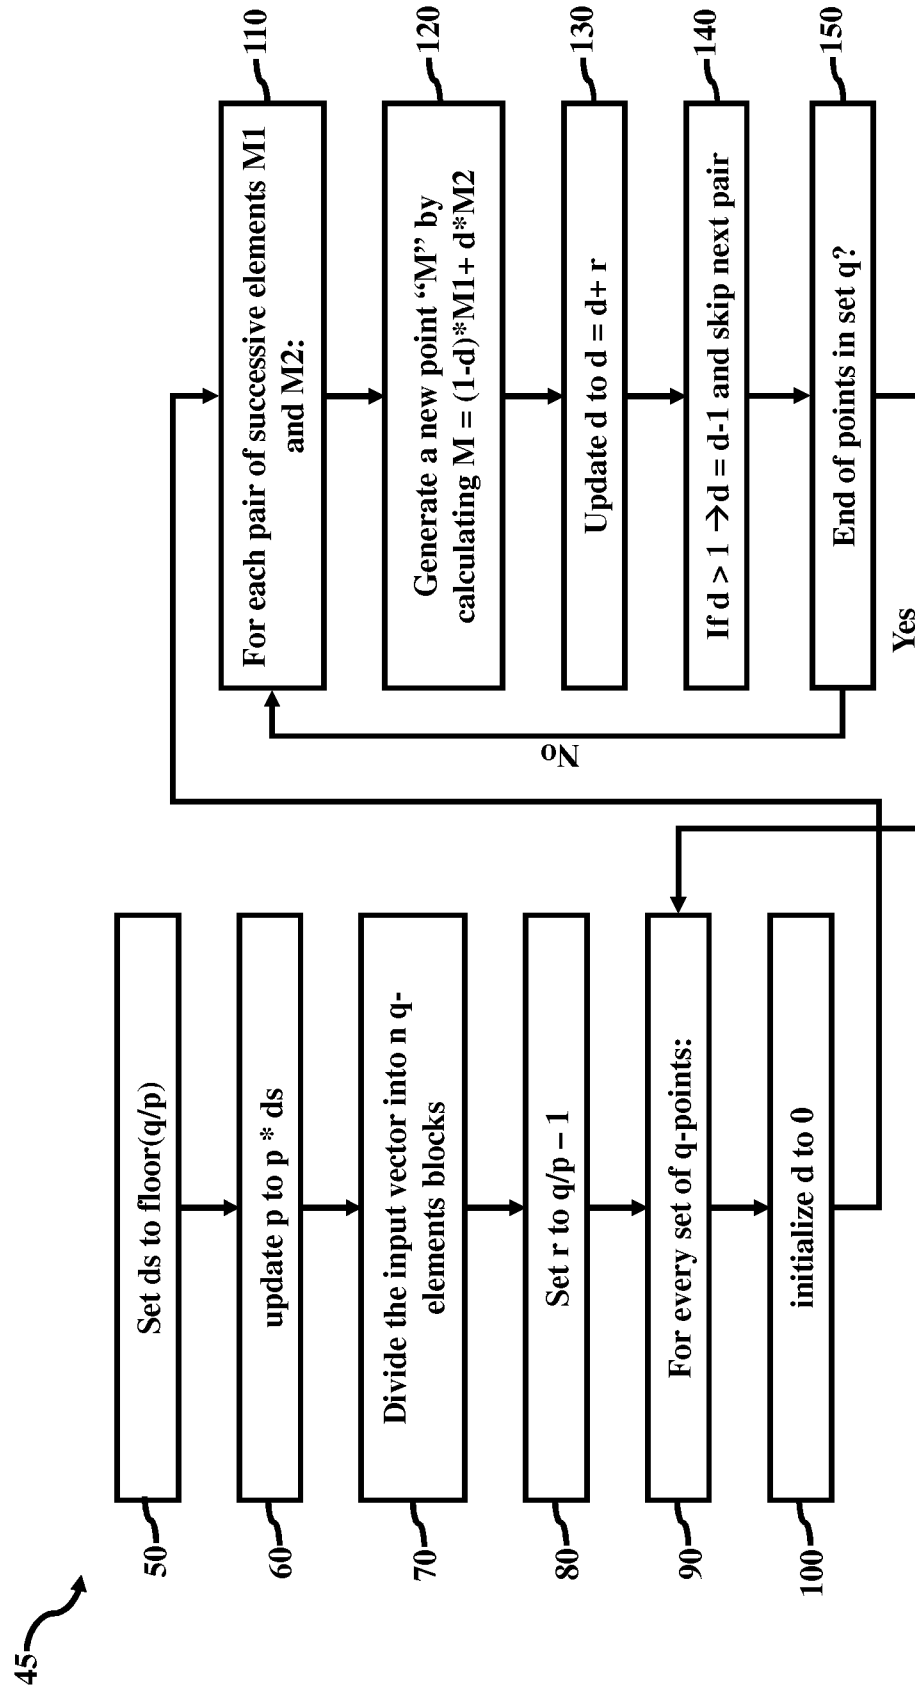 45
50
Set ds to floor(q/p)
60
update p to p * ds
70
Divide the input vector into n q-
elements blocks
80
Set r to q/p – 1
90
For every set of q-points:
100
initialize d to 0
110
For each pair of successive elements M1
and M2:
120
Generate a new point “M” by
calculating M = (1-d)*M1+ d*M2
130
Update d to d = d+ r
140
If d > 1 →d = d-1 and skip next pair
150
End of points in set q?
No
Yes